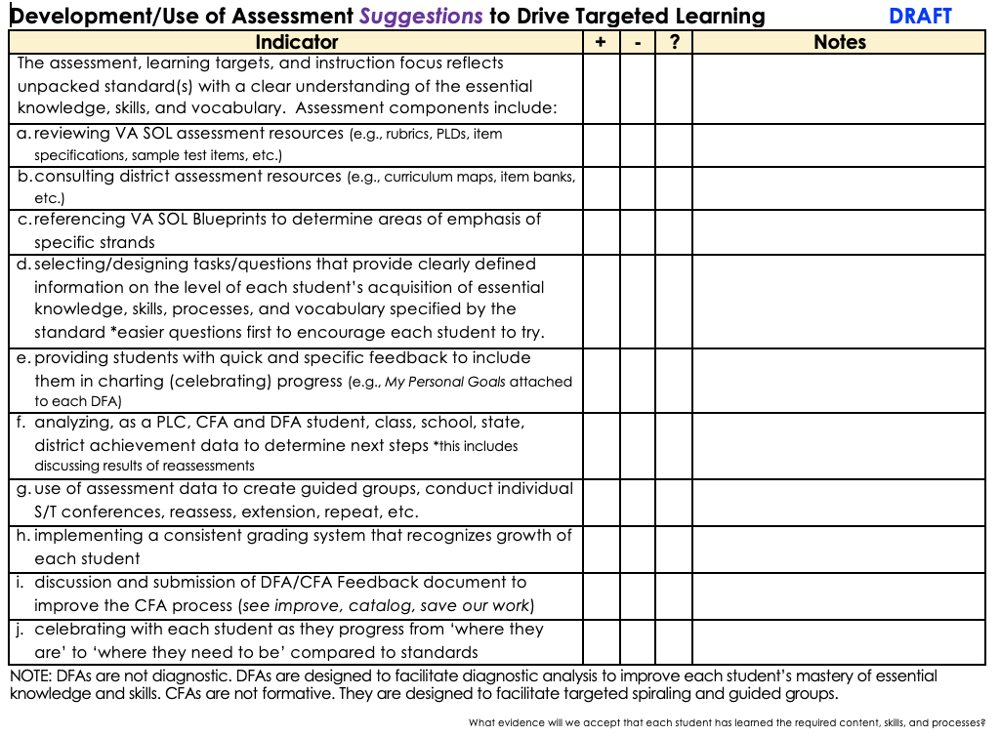 Development/Use of Assessment Suggestions to Drive Targeted Learning DRAFT
Indicator + - ? Notes
The assessment, learning targets, and instruction focus reflects
unpacked standard(s) with a clear understanding of the essential
knowledge, skills, and vocabulary. Assessment components include:
a. reviewing VA SOL assessment resources (e.g., rubrics, PLDs, item
specifications, sample test items, etc.)
b. consulting district assessment resources (e.g., curriculum maps, item banks,
etc.)
c. referencing VA SOL Blueprints to determine areas of emphasis of
specific strands
d. selecting/designing tasks/questions that provide clearly defined
information on the level of each student’s acquisition of essential
knowledge, skills, processes, and vocabulary specified by the
standard *easier questions first to encourage each student to try.
e. providing students with quick and specific feedback to include
them in charting (celebrating) progress (e.g., My Personal Goals attached
to each DFA)
f. analyzing, as a PLC, CFA and DFA student, class, school, state,
district achievement data to determine next steps *this includes
discussing results of reassessments
g. use of assessment data to create guided groups, conduct individual
S/T conferences, reassess, extension, repeat, etc.
h. implementing a consistent grading system that recognizes growth of
each student
i. discussion and submission of DFA/CFA Feedback document to
improve the CFA process (see improve, catalog, save our work)
j. celebrating with each student as they progress from ‘where they
are’ to ‘where they need to be’ compared to standards
NOTE: DFAs are not diagnostic. DFAs are designed to facilitate diagnostic analysis to improve each student’s mastery of essential
knowledge and skills. CFAs are not formative. They are designed to facilitate targeted spiraling and guided groups.
What evidence will we accept that each student has learned the required content, skills, and processes?